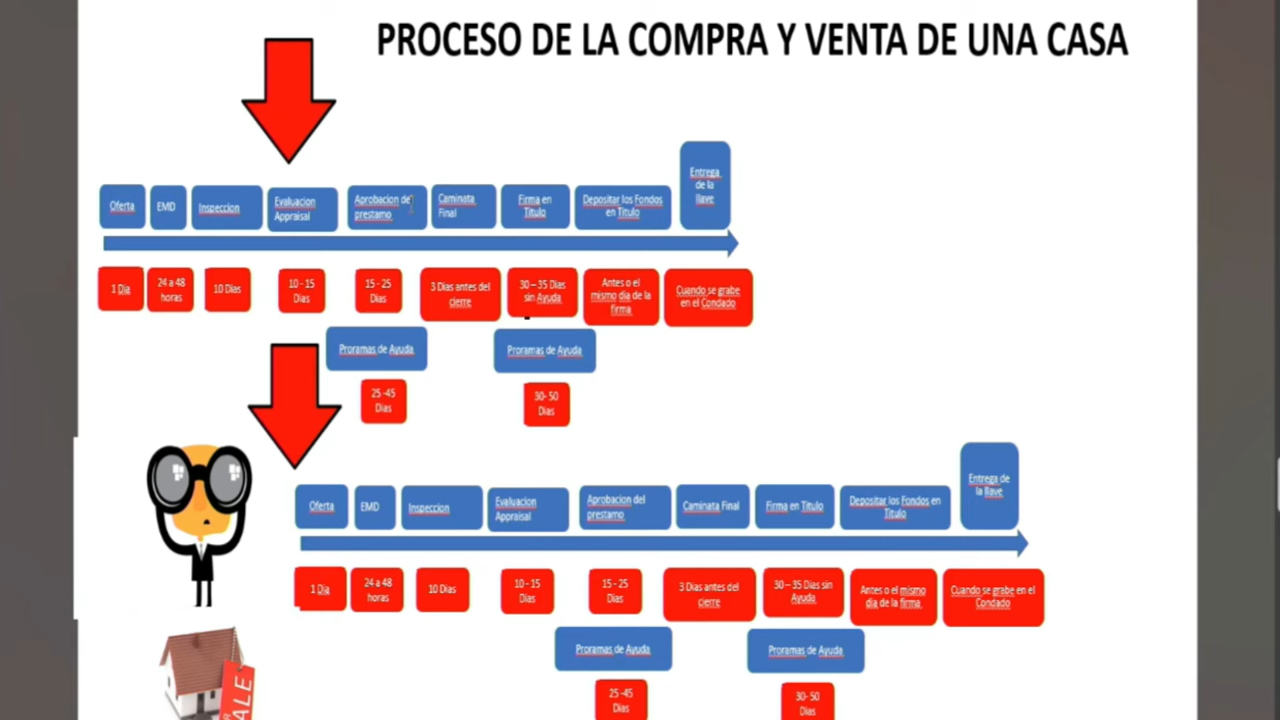 PROCESO DE LA COMPRA Y VENTA DE UNA CASA
Entrega
de la
llave
Oferta
EMD
Inspeccion
Evaluacion
Appraisal
Aprobacion del
prestamo
Caminata
Final
Firma en
Titulo
Depositar los Fondos
en Titulo
1 Dia
24 a 48
horas
10 Dias
10 - 15
Dias
15 - 25
Dias
3 Dias antes del
cierre
30 – 35 Dias
sin Ayuda
Antes o el
mismo dia de la
firma
Cuando se grabe
en el Condado
Proramas de Ayuda
Proramas de Ayuda
25 -45
Dias
30- 50
Dias
Entrega de
la llave
Oferta
EMD
Inspeccion
Evaluacion
Appraisal
Aprobacion del
prestamo
Caminata Final
Firma en Titulo
Depositar los Fondos en
Titulo
1 Dia
24 a 48
horas
10 Dias
10 - 15
Dias
15 - 25
Dias
3 Dias antes del
cierre
30 – 35 Dias sin
Ayuda
Antes o el mismo
dia de la firma
Cuando se grabe en el
Condado
Proramas de Ayuda
Proramas de Ayuda
25 -45
Dias
30- 50
Dias